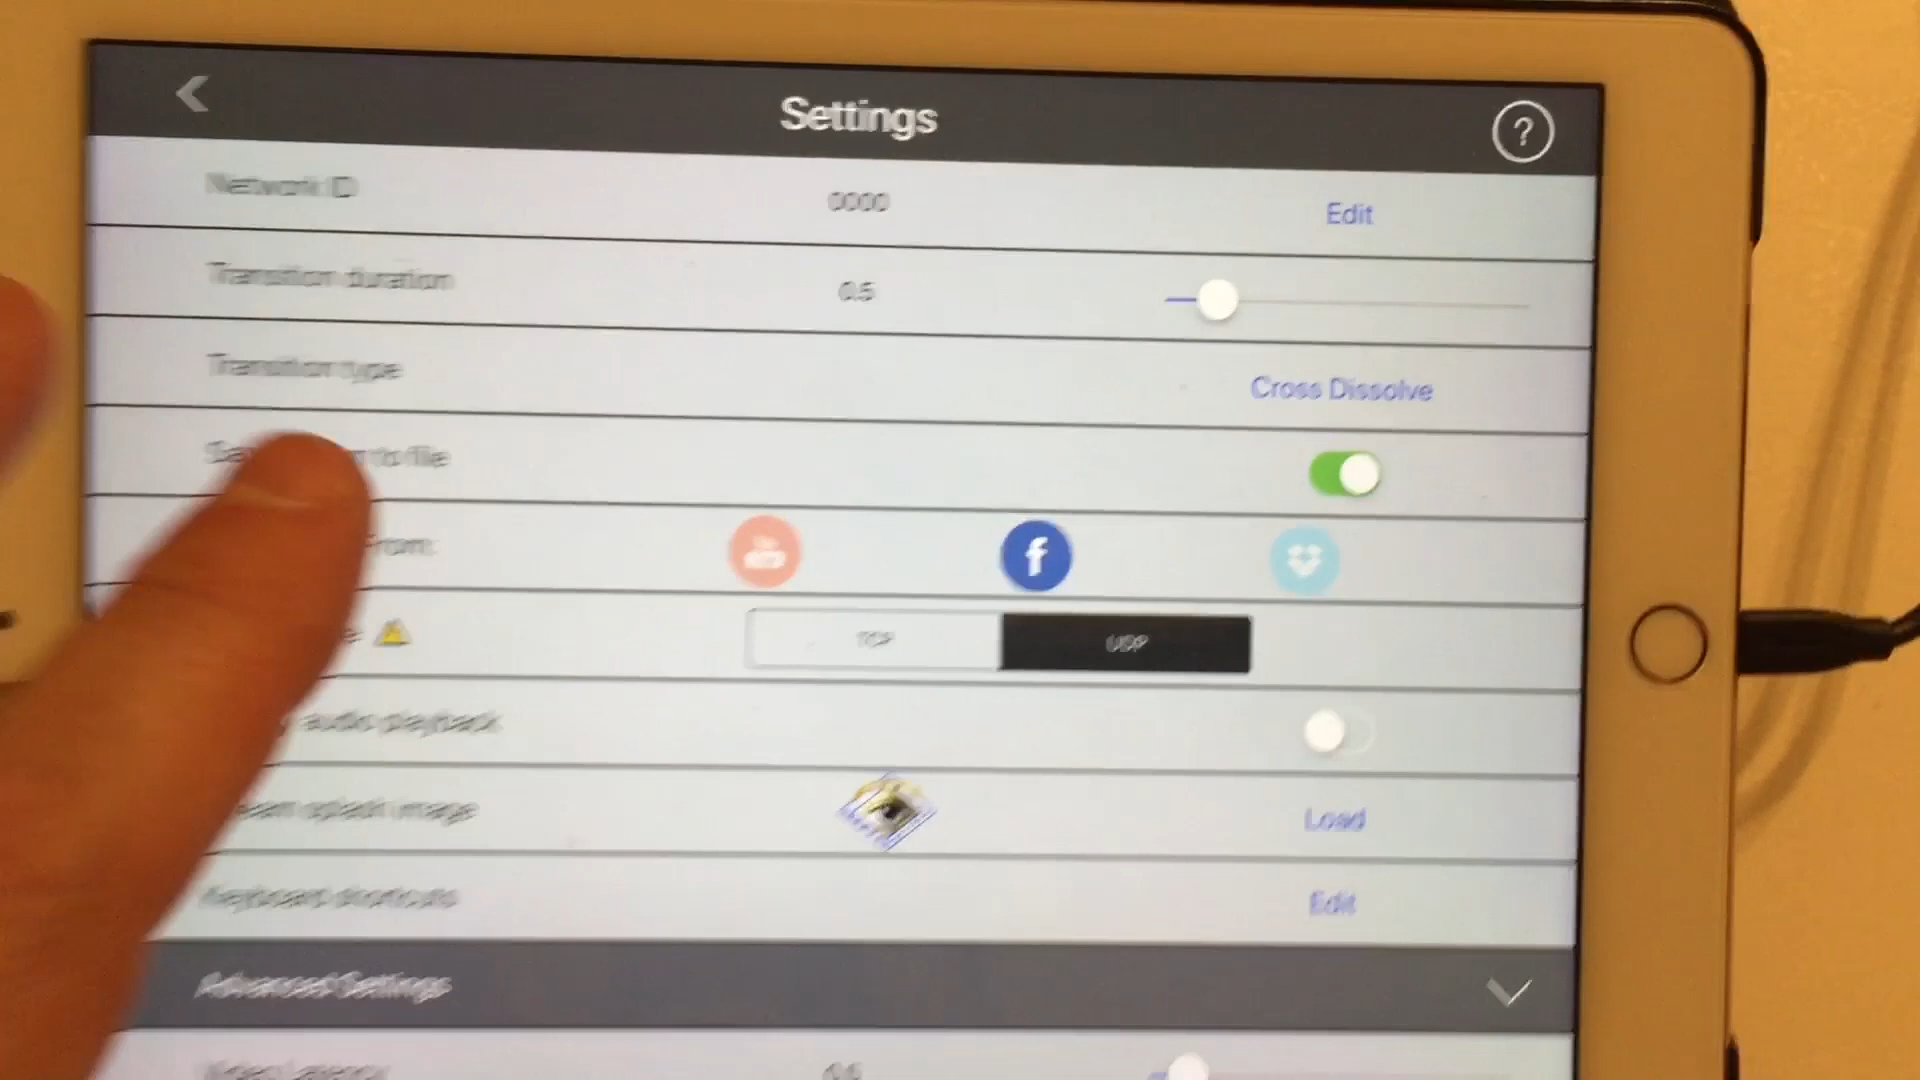 Settings
?
Network ID 0000 Edit
Transition duration 0.5
Transition type Cross Dissolve
to file
from:
f
TCP UDP
audio playback
splash image Load
Keyboard shortcuts Edit
Advanced Settings